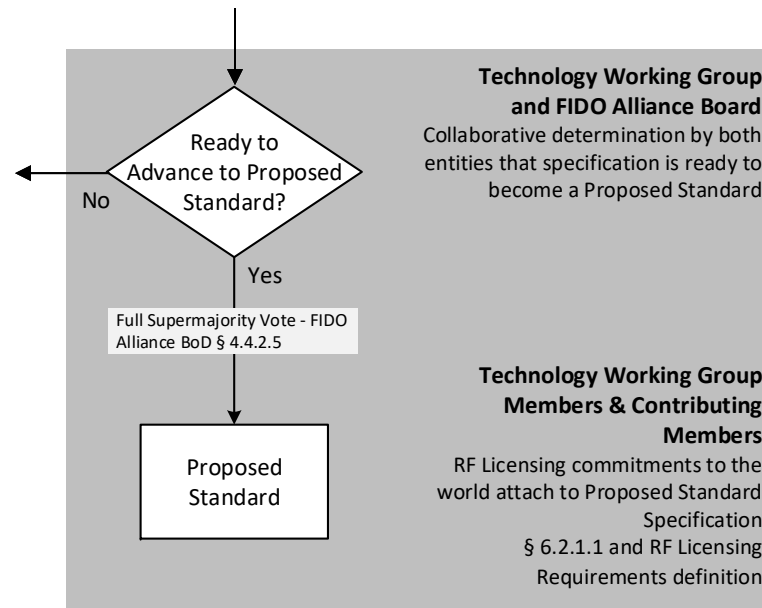 Technology Working Group
and FIDO Alliance Board
Collaborative determination by both
entities that specification is ready to
become a Proposed Standard
Ready to
Advance to Proposed
Standard?
No
Yes
Full Supermajority Vote - FIDO
Alliance BoD § 4.4.2.5
Technology Working Group
Members & Contributing
Members
RF Licensing commitments to the
world attach to Proposed Standard
Specification
§ 6.2.1.1 and RF Licensing
Requirements definition
Proposed
Standard